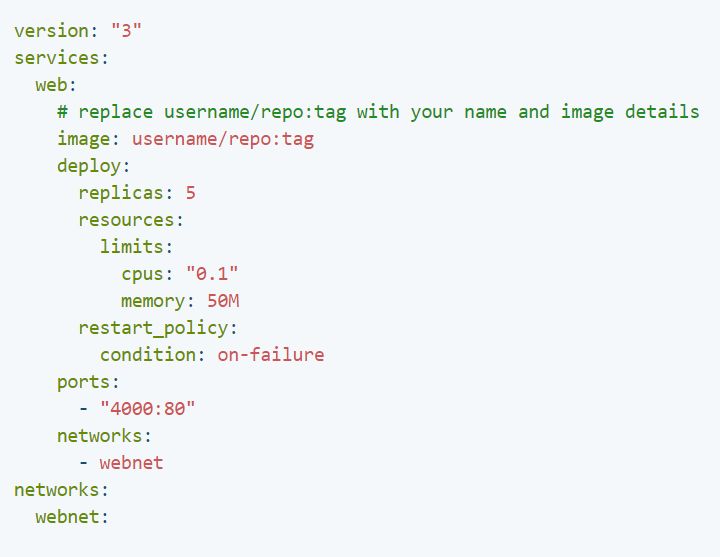 version: "3"
services:
  web:
    # replace username/repo:tag with your name and image details
    image: username/repo:tag
    deploy:
      replicas: 5
      resources:
        limits:
          cpus: "0.1"
          memory: 50M
      restart_policy:
        condition: on-failure
    ports:
      - "4000:80"
    networks:
      - webnet
networks:
  webnet: